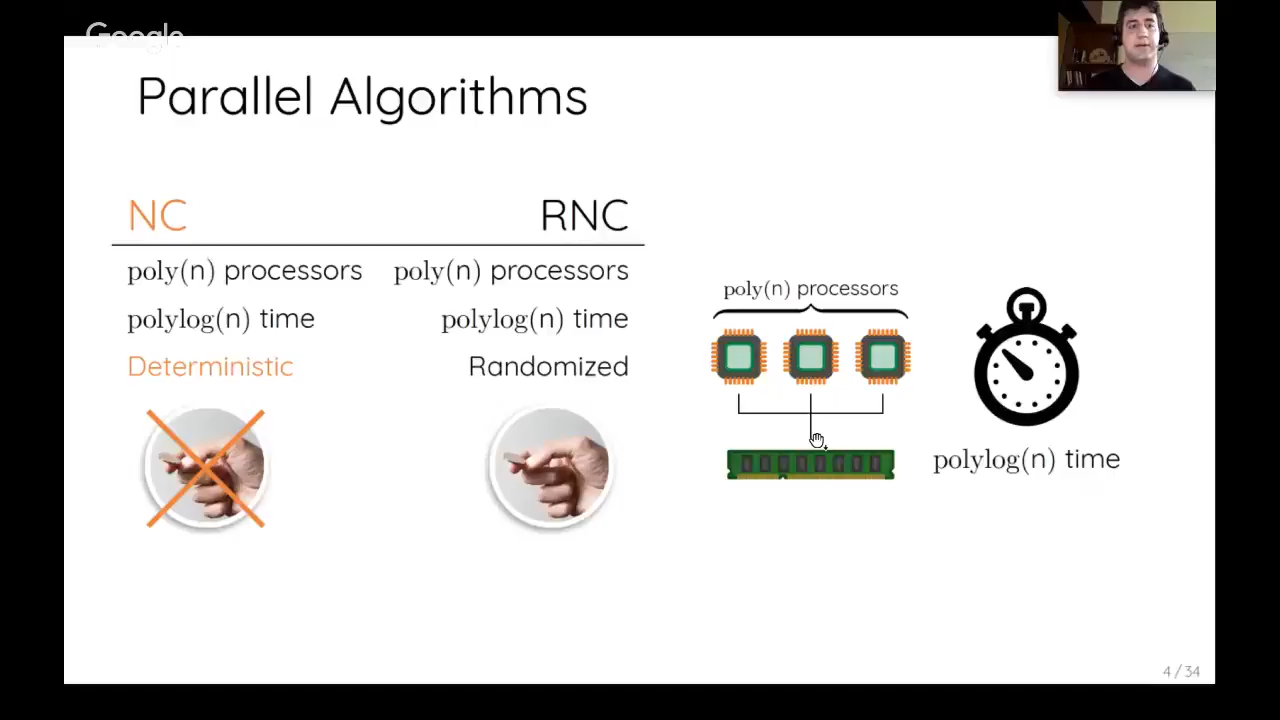 Google
Parallel Algorithms
NC RNC
poly(n) processors poly(n) processors
polylog(n) time polylog(n) time
Deterministic Randomized
poly(n) processors
polylog(n) time
4 / 34